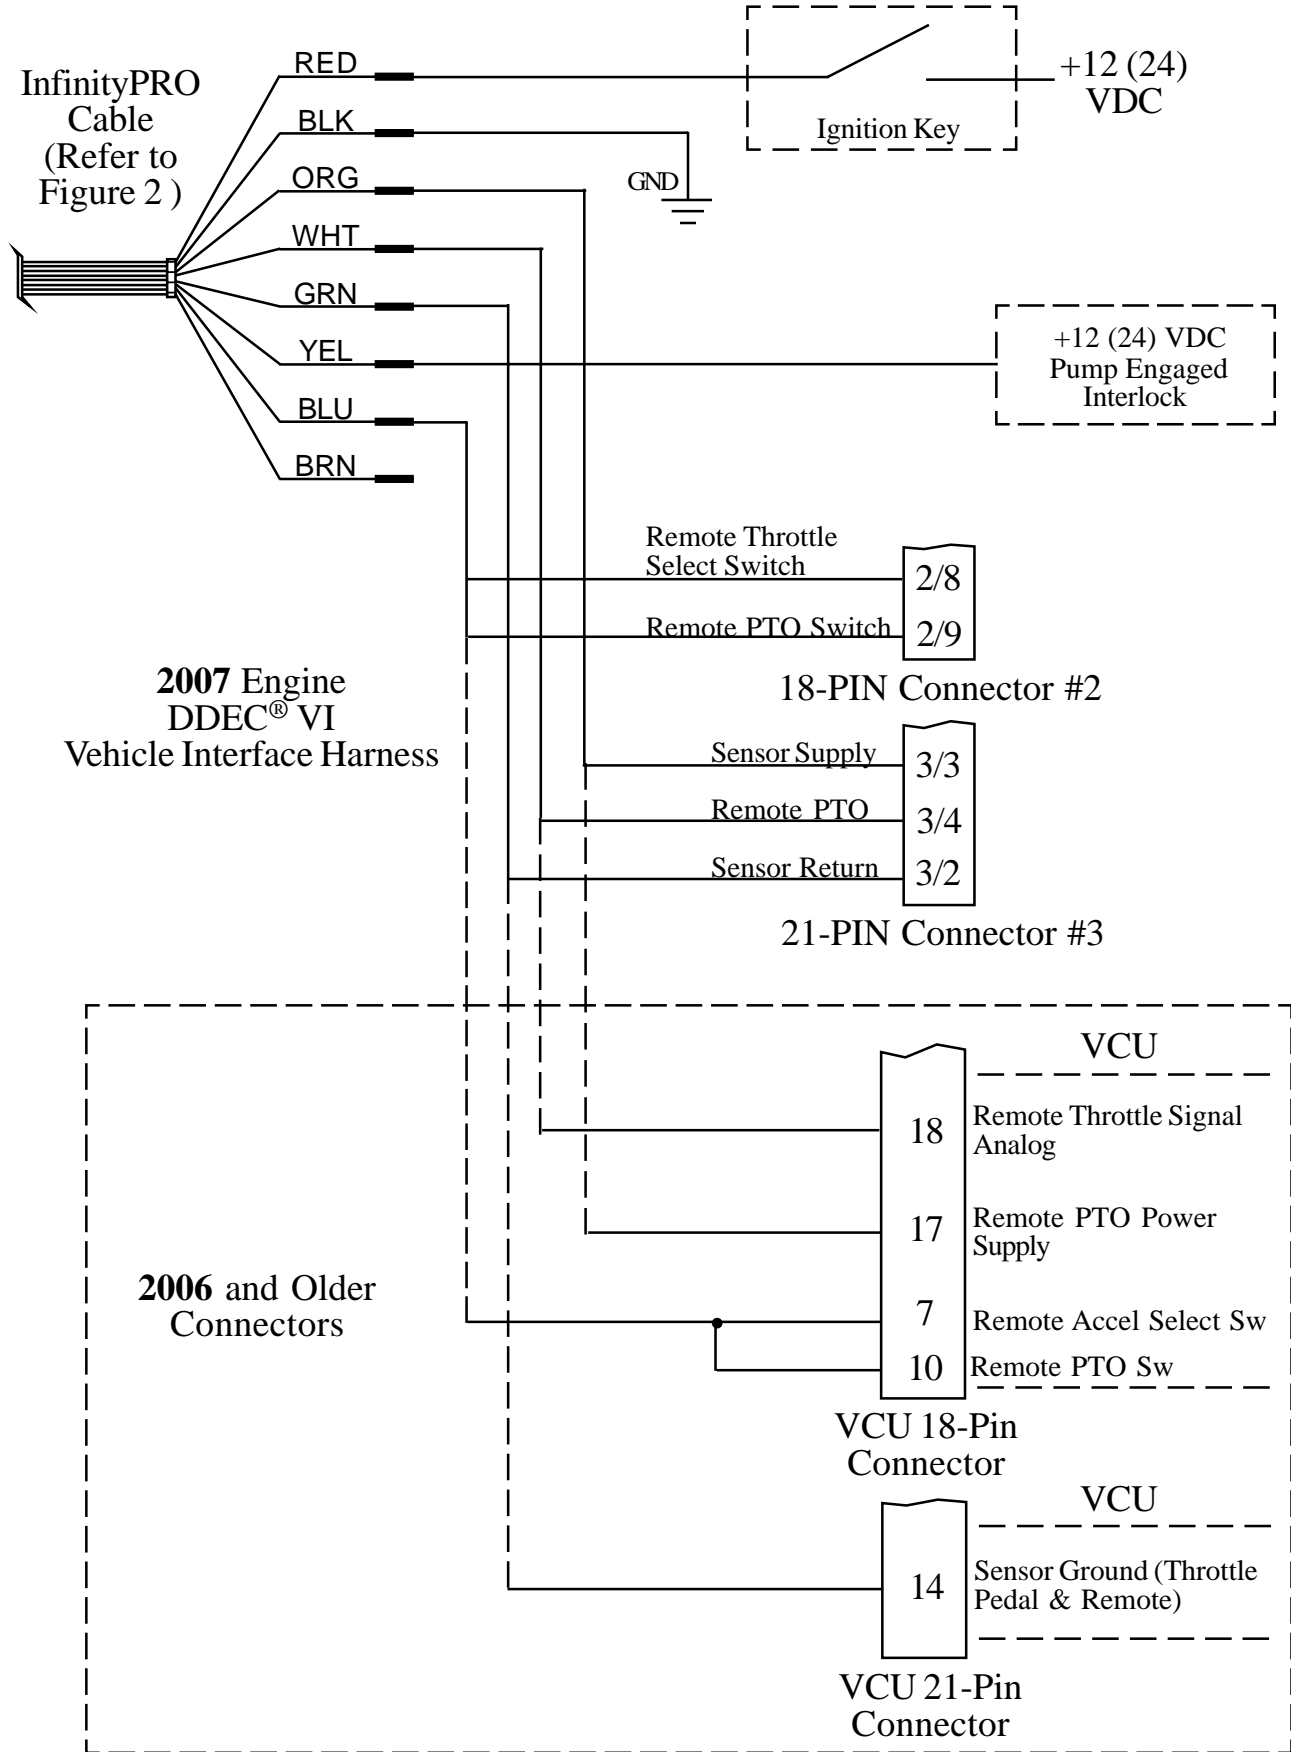 InfinityPRO
Cable
(Refer to
Figure 2 )
RED
BLK
ORG
WHT
GRN
YEL
BLU
BRN
Ignition Key
+12 (24)
VDC
GND
+12 (24) VDC
Pump Engaged
Interlock
Remote Throttle
Select Switch
2/8
Remote PTO Switch
2/9
18-PIN Connector #2
2007 Engine
DDEC® VI
Vehicle Interface Harness
Sensor Supply
3/3
Remote PTO
3/4
Sensor Return
3/2
21-PIN Connector #3
2006 and Older
Connectors
VCU
18
Remote Throttle Signal
Analog
17
Remote PTO Power
Supply
7
Remote Accel Select Sw
10
Remote PTO Sw
VCU 18-Pin
Connector
VCU
14
Sensor Ground (Throttle
Pedal & Remote)
VCU 21-Pin
Connector